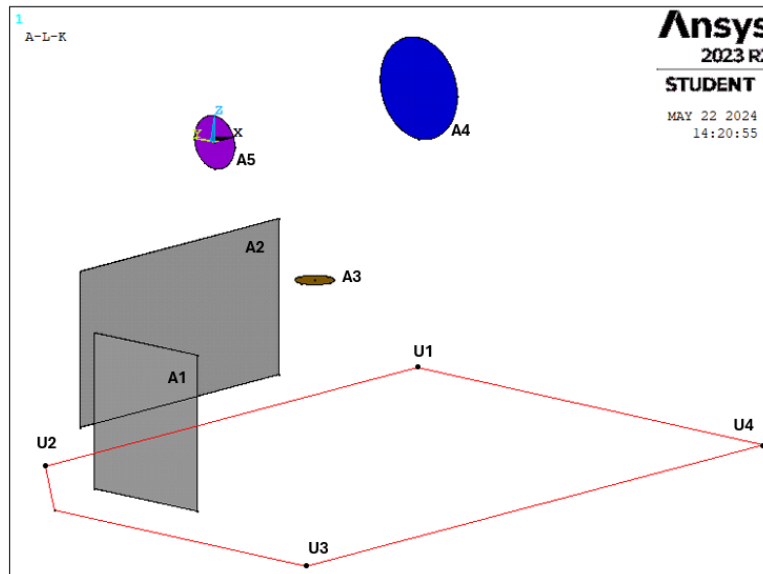 1
A-L-K
Ansys
2023 R2
STUDENT
MAY 22 2024
14:20:55
A4
Z
Y X
A5
A2
A3
U1
A1
U2
U4
U3